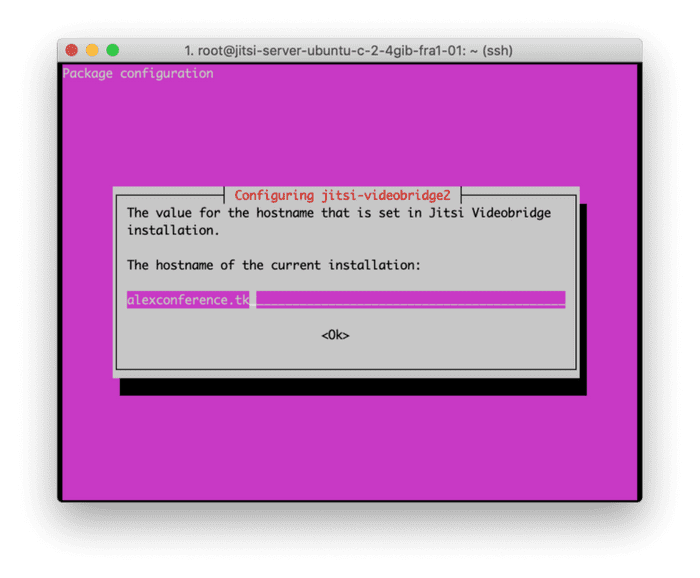 1. root@jitsi-server-ubuntu-c-2-4gib-fra1-01: ~ (ssh)
Package configuration
Configuring jitsi-videobridge2
The value for the hostname that is set in Jitsi Videobridge
installation.
The hostname of the current installation:
alexconference.tk
<Ok>